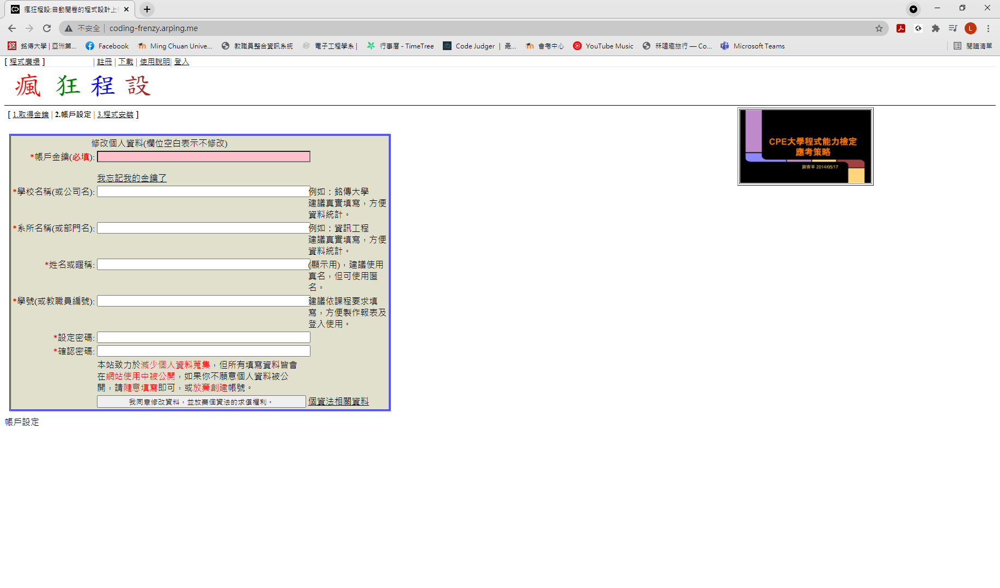 瘋狂程設:自動閱卷的程式設計上
不安全 | coding-frenzy.arping.me
銘傳大學 | 亞洲第... Facebook Ming Chuan Unive... 教職員整合資訊系統 電子工程學系 | 行事曆 - TimeTree Code Judger | 最... 會考中心 YouTube Music 秝嘻趣旅行 — Co... Microsoft Teams 閱讀清單
[ 程式廣場 ] | 註冊 | 下載 | 使用說明| 登入
瘋 狂 程 設
[ 1.取得金鑰 | 2.帳戶設定 | 3.程式安裝 ]
CPE大學程式能力檢定
應考策略
謝育平 2014/05/17
修改個人資料(欄位空白表示不修改)
*帳戶金鑰(必填):
我忘記我的金鑰了
*學校名稱(或公司名): 例如：銘傳大學
建議真實填寫，方便
資料統計。
*系所名稱(或部門名): 例如：資訊工程
建議真實填寫，方便
資料統計。
*姓名或暱稱: (顯示用)，建議使用
真名，但可使用匿
名。
*學號(或教職員編號): 建議依課程要求填
寫，方便製作報表及
登入使用。
*設定密碼:
*確認密碼:
本站致力於減少個人資料蒐集，但所有填寫資料皆會
在網站使用中被公開，如果你不願意個人資料被公
開，請隨意填寫即可，或放棄創建帳號。
我同意修改資料，並放棄個資法的求償權利。 個資法相關資料
帳戶設定